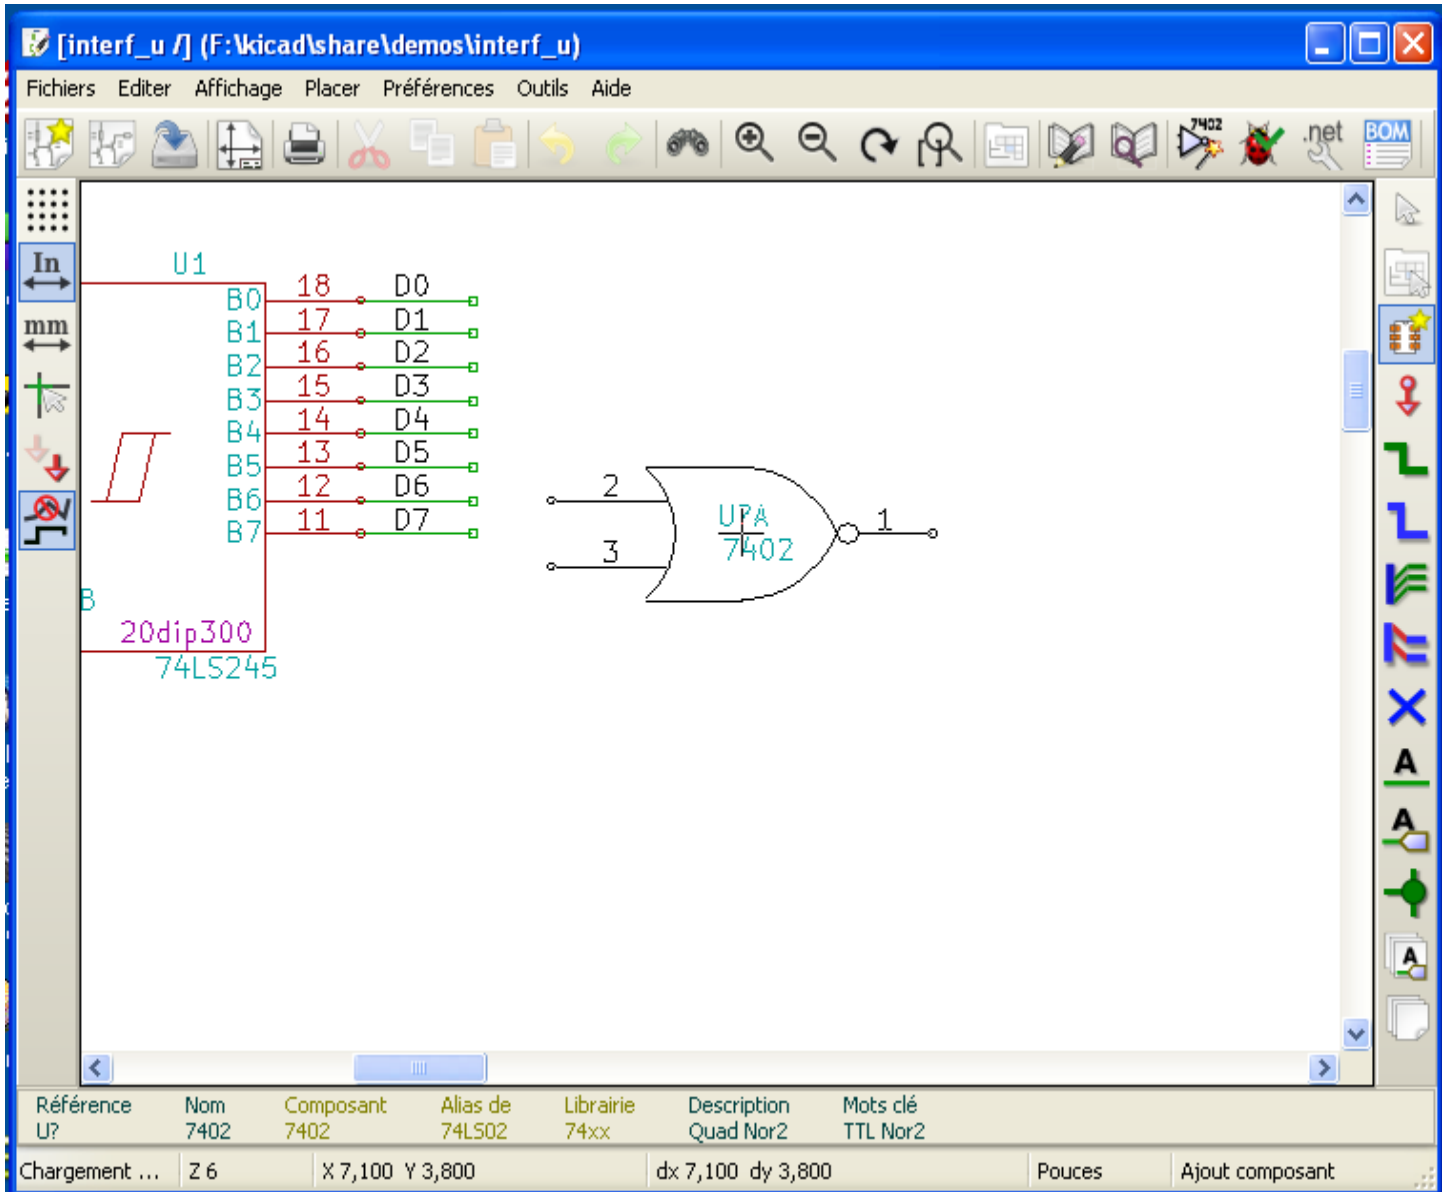 [interf_u /] (F:\kicad\share\demos\interf_u)
Fichiers Editer Affichage Placer Préférences Outils Aide
7402 .net BOM
In
mm
U1
B0 18 D0
B1 17 D1
B2 16 D2
B3 15 D3
B4 14 D4
B5 13 D5
B6 12 D6
B7 11 D7
B
20dip300
74LS245
2
3
U?A
7402
1
A
A
A
Référence Nom Composant Alias de Librairie Description Mots clé
U? 7402 7402 74LS02 74xx Quad Nor2 TTL Nor2
Chargement ... Z 6 X 7,100 Y 3,800 dx 7,100 dy 3,800 Pouces Ajout composant